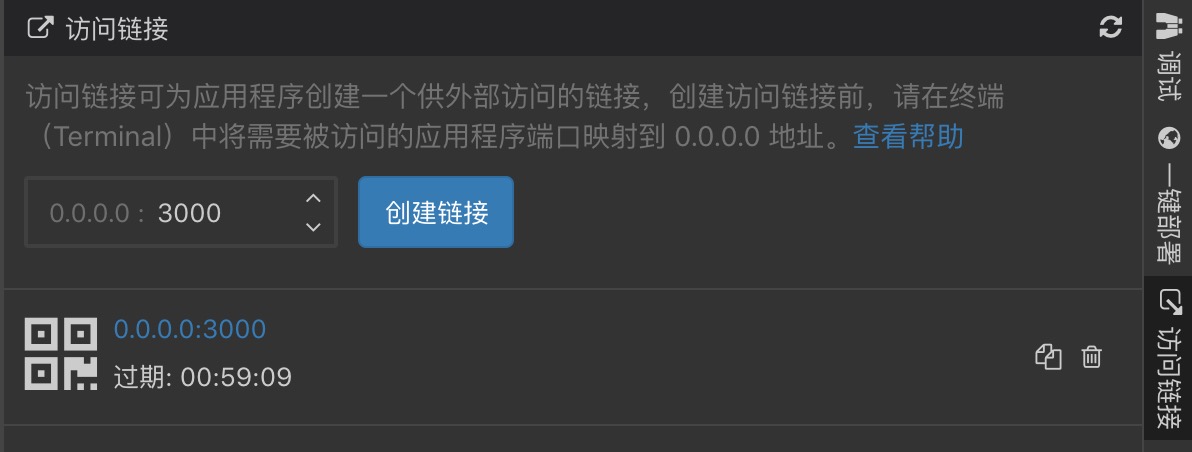 访问链接
访问链接可为应用程序创建一个供外部访问的链接，创建访问链接前，请在终端
（Terminal）中将需要被访问的应用程序端口映射到 0.0.0.0 地址。查看帮助
0.0.0.0 : 3000
创建链接
0.0.0.0:3000
过期: 00:59:09
调试
一键部署
访问链接